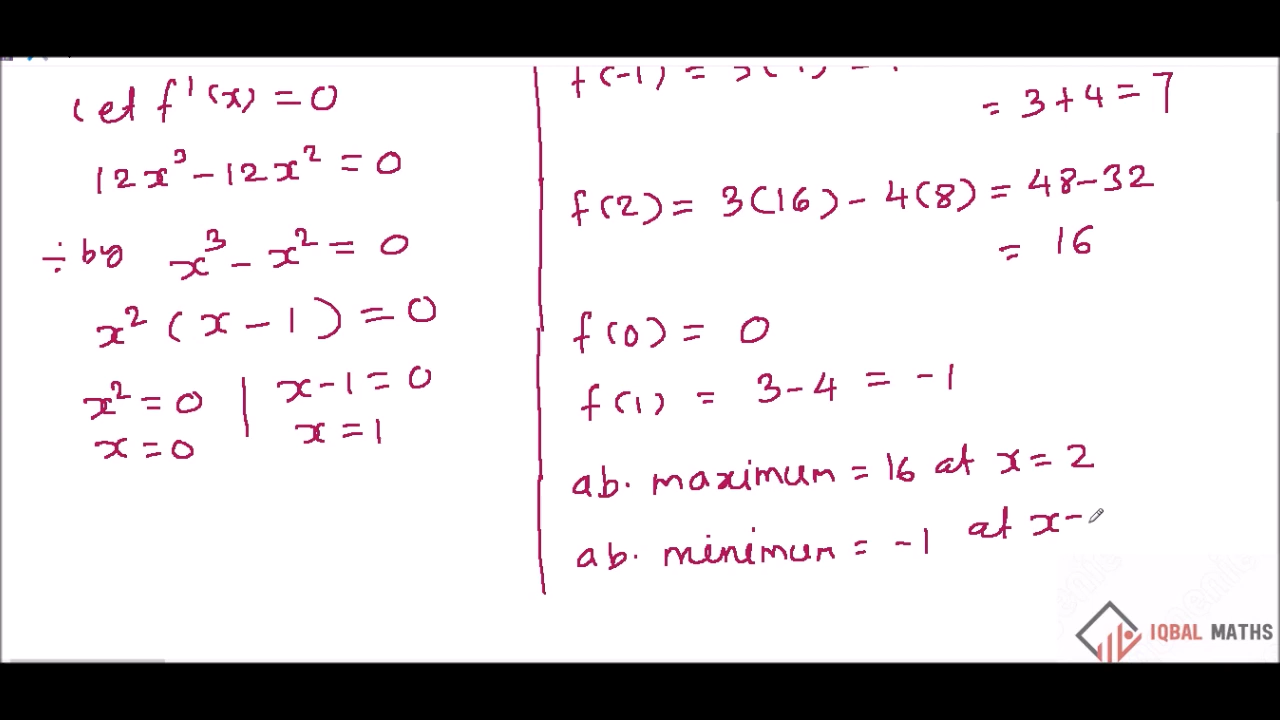 Let f'(x) = 0
12x³ - 12x² = 0
÷ by x³ - x² = 0
x² (x - 1) = 0
x² = 0 | x - 1 = 0
x = 0 | x = 1
f(-1) =
= 3 + 4 = 7
f(2) = 3(16) - 4(8) = 48 - 32
= 16
f(0) = 0
f(1) = 3 - 4 = -1
ab. maximum = 16 at x = 2
ab. minimum = -1 at x -
IQBAL MATHS